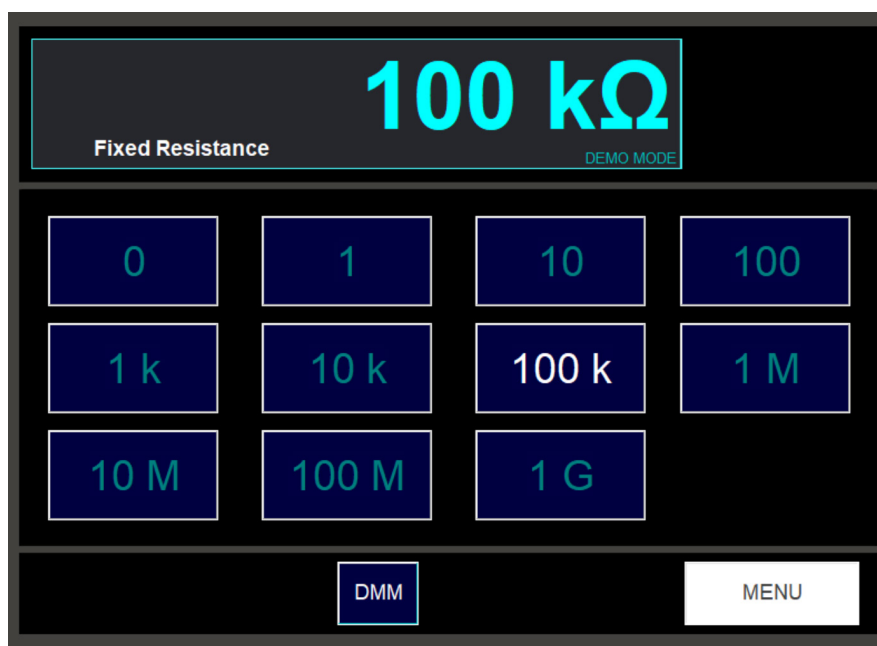 100 kΩ
Fixed Resistance
DEMO MODE
0 1 10 100
1 k 10 k 100 k 1 M
10 M 100 M 1 G
DMM MENU